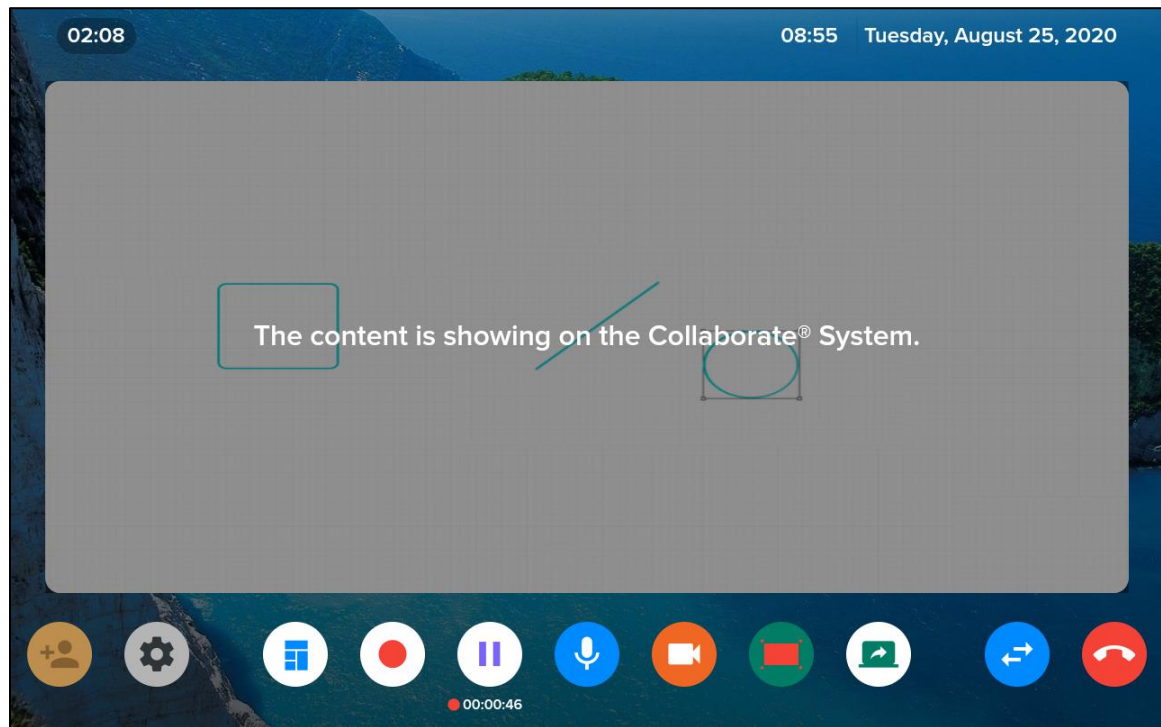 02:08
08:55 Tuesday, August 25, 2020
The content is showing on the Collaborate® System.
00:00:46